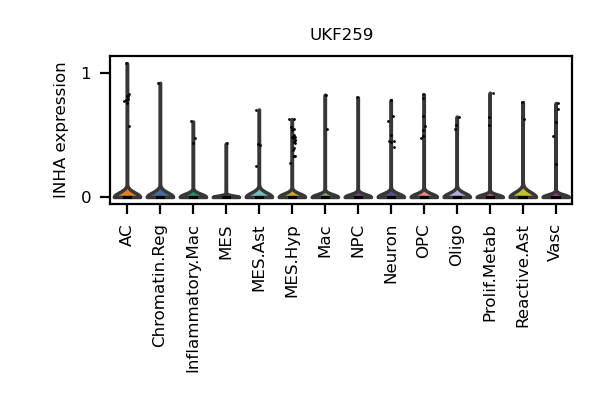 UKF259
INHA expression
1
0
AC
Chromatin.Reg
Inflammatory.Mac
MES
MES.Ast
MES.Hyp
Mac
NPC
Neuron
OPC
Oligo
Prolif.Metab
Reactive.Ast
Vasc